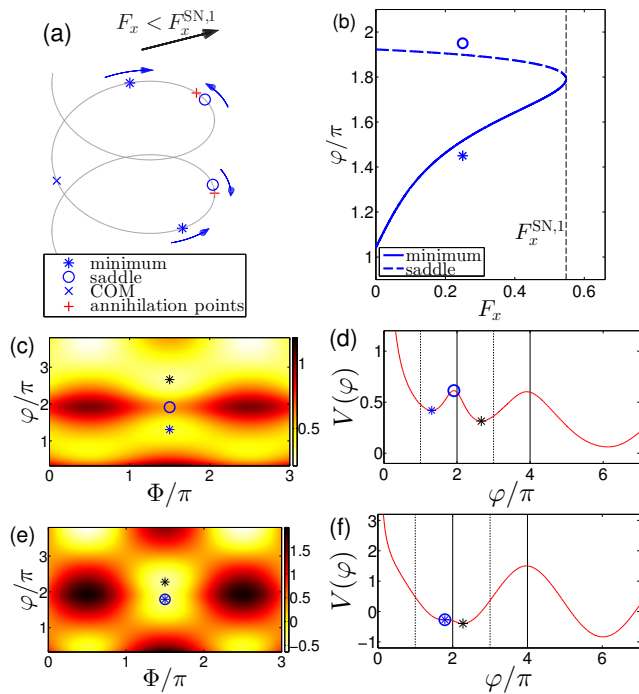 (a)
F_x < F_x^{SN,1}
minimum
saddle
COM
annihilation points
(b)
φ/π
2
1.8
1.6
1.4
1.2
1
F_x^{SN,1}
minimum
saddle
0 0.2 0.4 0.6
F_x
(c)
φ/π
3
2
1
0 1 2 3
Φ/π
1
0.5
(d)
V(φ)
1
0.5
0
0 2 4 6
φ/π
(e)
φ/π
3
2
1
0 1 2 3
Φ/π
1.5
1
0.5
0
−0.5
(f)
V(φ)
3
2
1
0
−1
0 2 4 6
φ/π